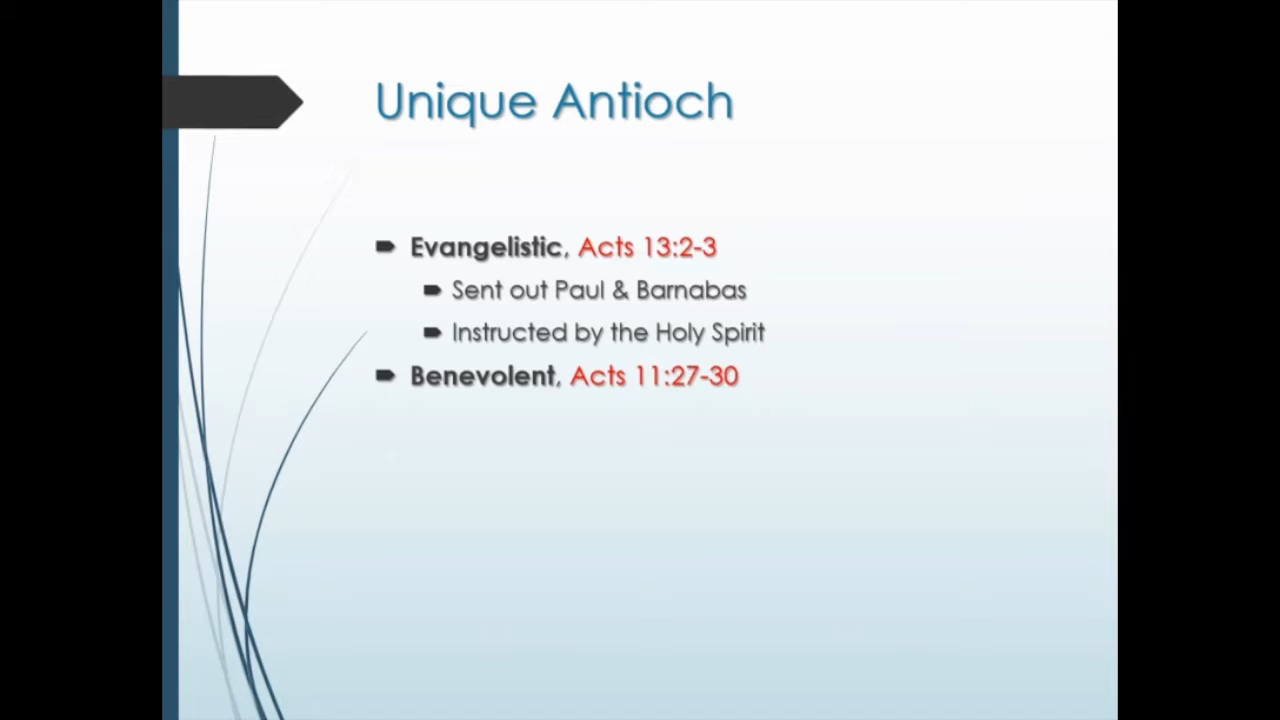 Unique Antioch
Evangelistic, Acts 13:2-3
Sent out Paul & Barnabas
Instructed by the Holy Spirit
Benevolent, Acts 11:27-30